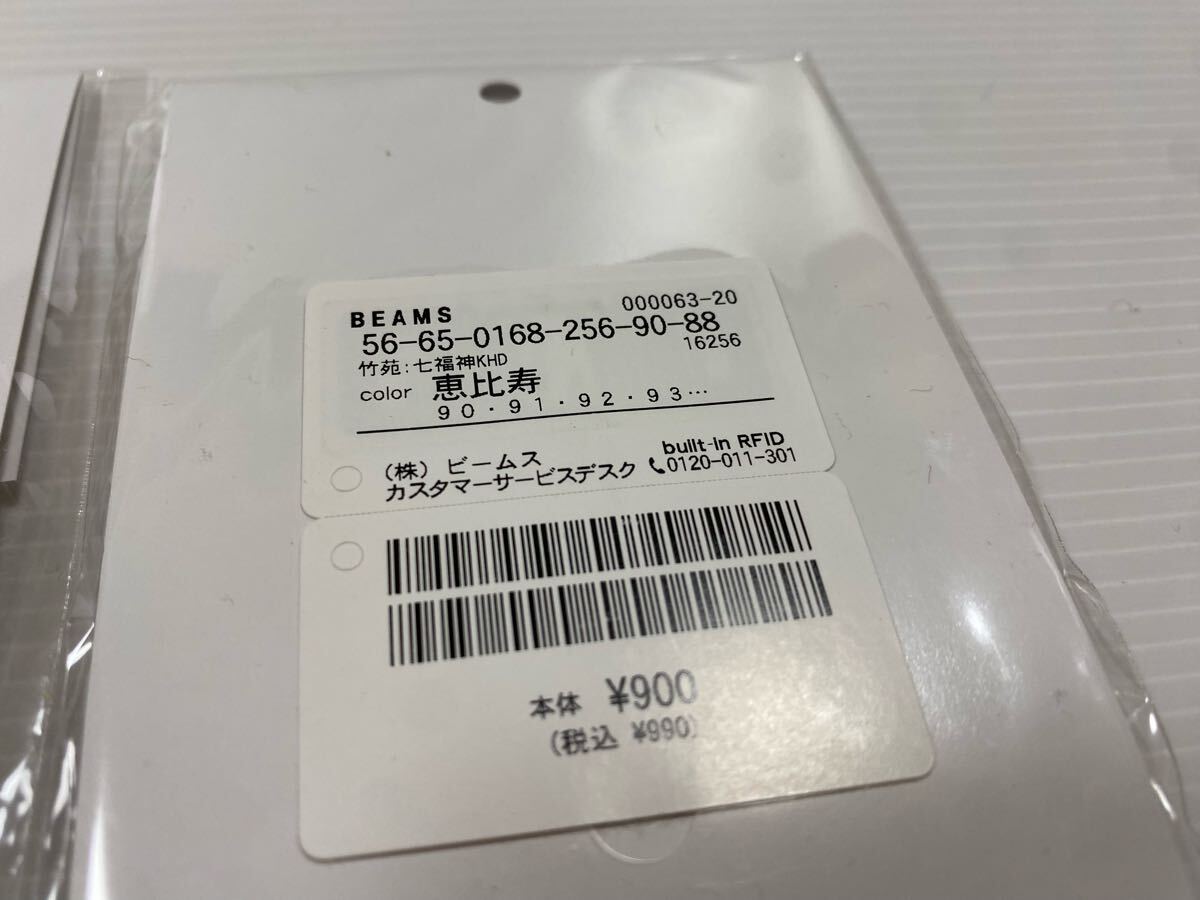 BEAMS 000063-20
56-65-0168-256-90-88
竹苑:七福神KHD 16256
color 恵比寿
90・91・92・93…
(株) ビームス built-in RFID
カスタマーサービスデスク 0120-011-301
本体 ¥900
(税込 ¥990)